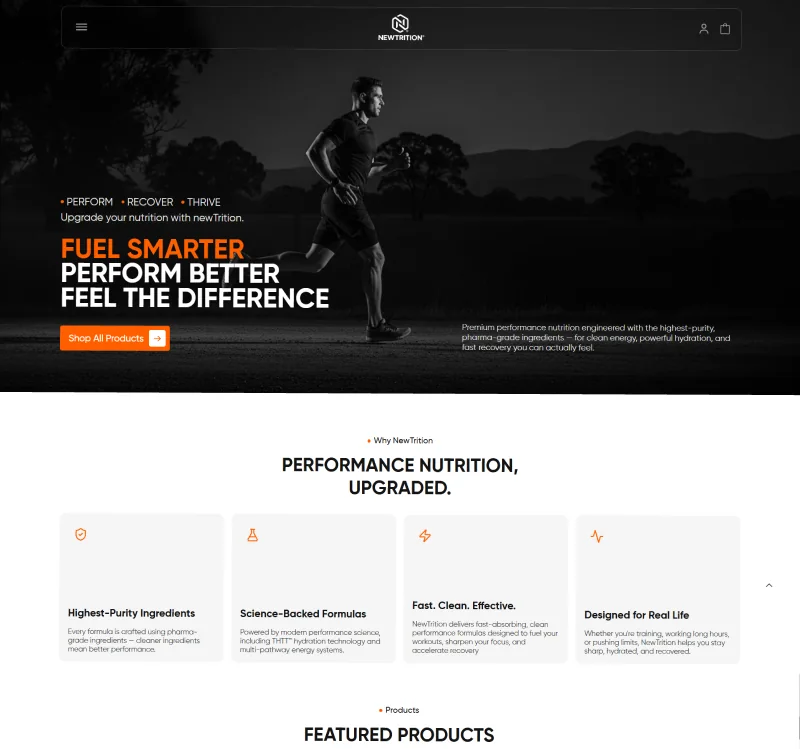 NEWTRITION®
• PERFORM • RECOVER • THRIVE
Upgrade your nutrition with newTrition.
FUEL SMARTER
PERFORM BETTER
FEEL THE DIFFERENCE
Shop All Products
Premium performance nutrition engineered with the highest-purity,
pharma-grade ingredients — for clean energy, powerful hydration, and
fast recovery you can actually feel.
• Why NewTrition
PERFORMANCE NUTRITION,
UPGRADED.
Highest-Purity Ingredients
Every formula is crafted using pharma-
grade ingredients — cleaner ingredients
mean better performance.
Science-Backed Formulas
Powered by modern performance science,
including THTT™ hydration technology and
multi-pathway energy systems.
Fast. Clean. Effective.
NewTrition delivers fast-absorbing, clean
performance formulas designed to fuel your
workouts, sharpen your focus, and
accelerate recovery
Designed for Real Life
Whether you're training, working long hours,
or pushing limits, NewTrition helps you stay
sharp, hydrated, and recovered.
• Products
FEATURED PRODUCTS